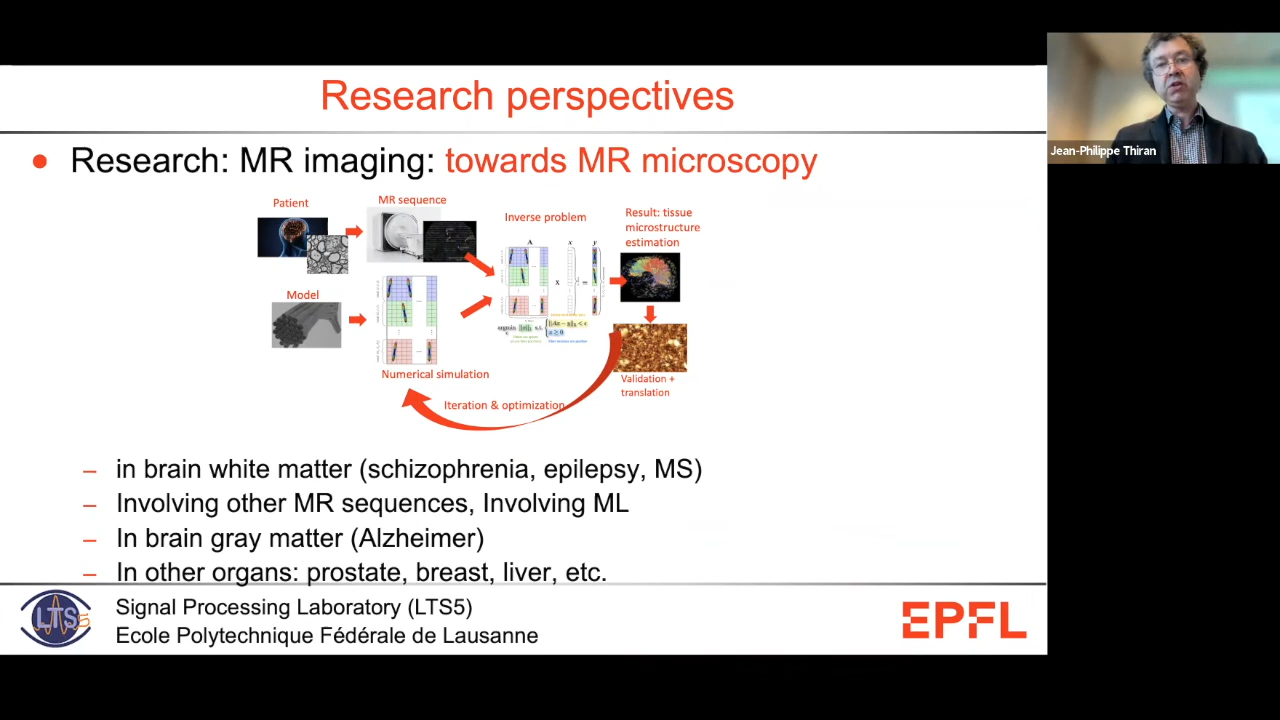 Research perspectives
• Research: MR imaging: towards MR microscopy
Patient
MR sequence
Inverse problem
Result: tissue
microstructure
estimation
A
x
y
x
=
Model
Numerical simulation
Iteration & optimization
Validation +
translation
– in brain white matter (schizophrenia, epilepsy, MS)
– Involving other MR sequences, Involving ML
– In brain gray matter (Alzheimer)
– In other organs: prostate, breast, liver, etc.
LTS5
Signal Processing Laboratory (LTS5)
Ecole Polytechnique Fédérale de Lausanne
EPFL
Jean-Philippe Thiran